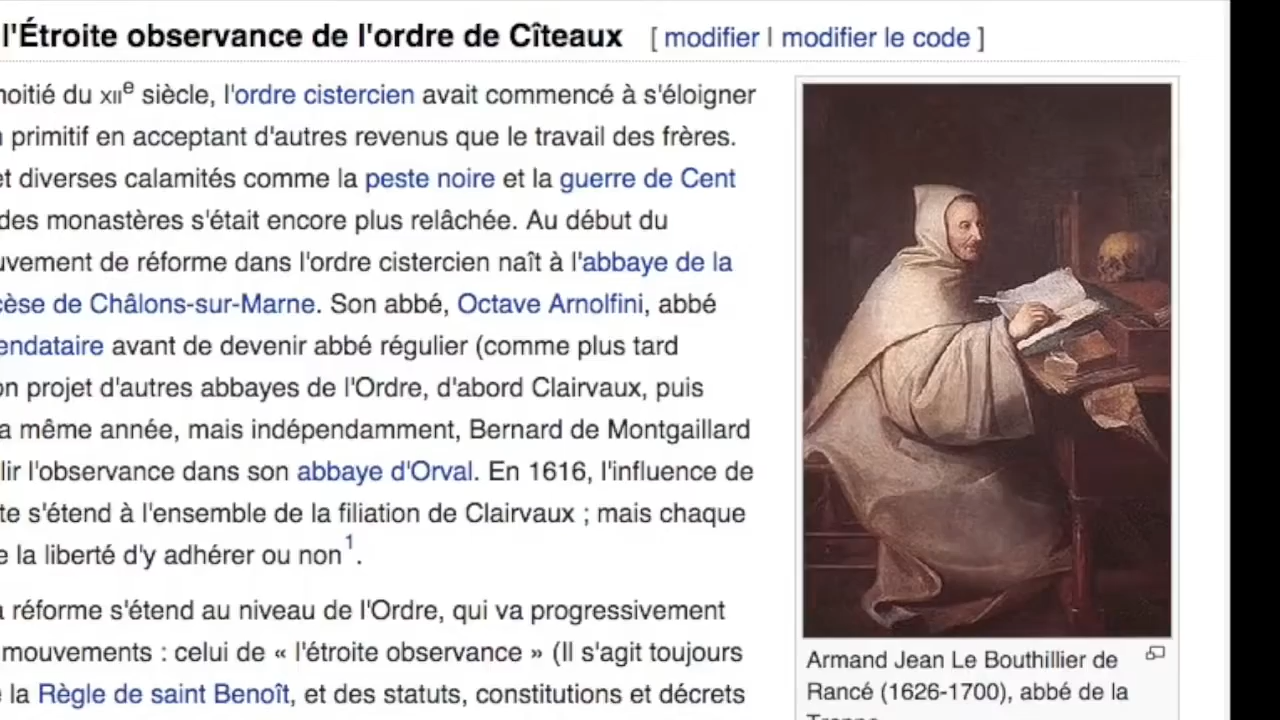 l'Étroite observance de l'ordre de Cîteaux [ modifier | modifier le code ]
moitié du XIIe siècle, l'ordre cistercien avait commencé à s'éloigner
primitif en acceptant d'autres revenus que le travail des frères.
et diverses calamités comme la peste noire et la guerre de Cent
des monastères s'était encore plus relâchée. Au début du
uvement de réforme dans l'ordre cistercien naît à l'abbaye de la
cèse de Châlons-sur-Marne. Son abbé, Octave Arnolfini, abbé
endataire avant de devenir abbé régulier (comme plus tard
on projet d'autres abbayes de l'Ordre, d'abord Clairvaux, puis
a même année, mais indépendamment, Bernard de Montgaillard
lir l'observance dans son abbaye d'Orval. En 1616, l'influence de
te s'étend à l'ensemble de la filiation de Clairvaux ; mais chaque
e la liberté d'y adhérer ou non1.
a réforme s'étend au niveau de l'Ordre, qui va progressivement
mouvements : celui de « l'étroite observance » (Il s'agit toujours
e la Règle de saint Benoît, et des statuts, constitutions et décrets
Armand Jean Le Bouthillier de
Rancé (1626-1700), abbé de la